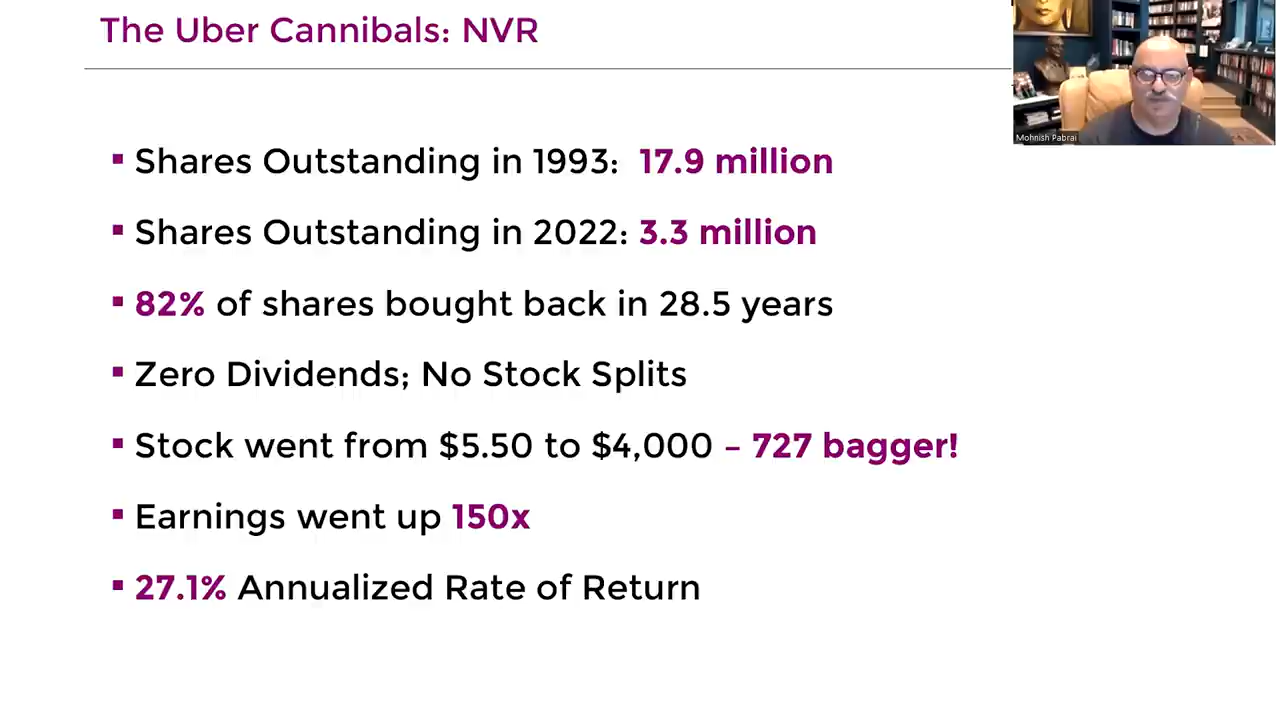 The Uber Cannibals: NVR
Mohnish Pabrai
▪ Shares Outstanding in 1993: 17.9 million
▪ Shares Outstanding in 2022: 3.3 million
▪ 82% of shares bought back in 28.5 years
▪ Zero Dividends; No Stock Splits
▪ Stock went from $5.50 to $4,000 – 727 bagger!
▪ Earnings went up 150x
▪ 27.1% Annualized Rate of Return